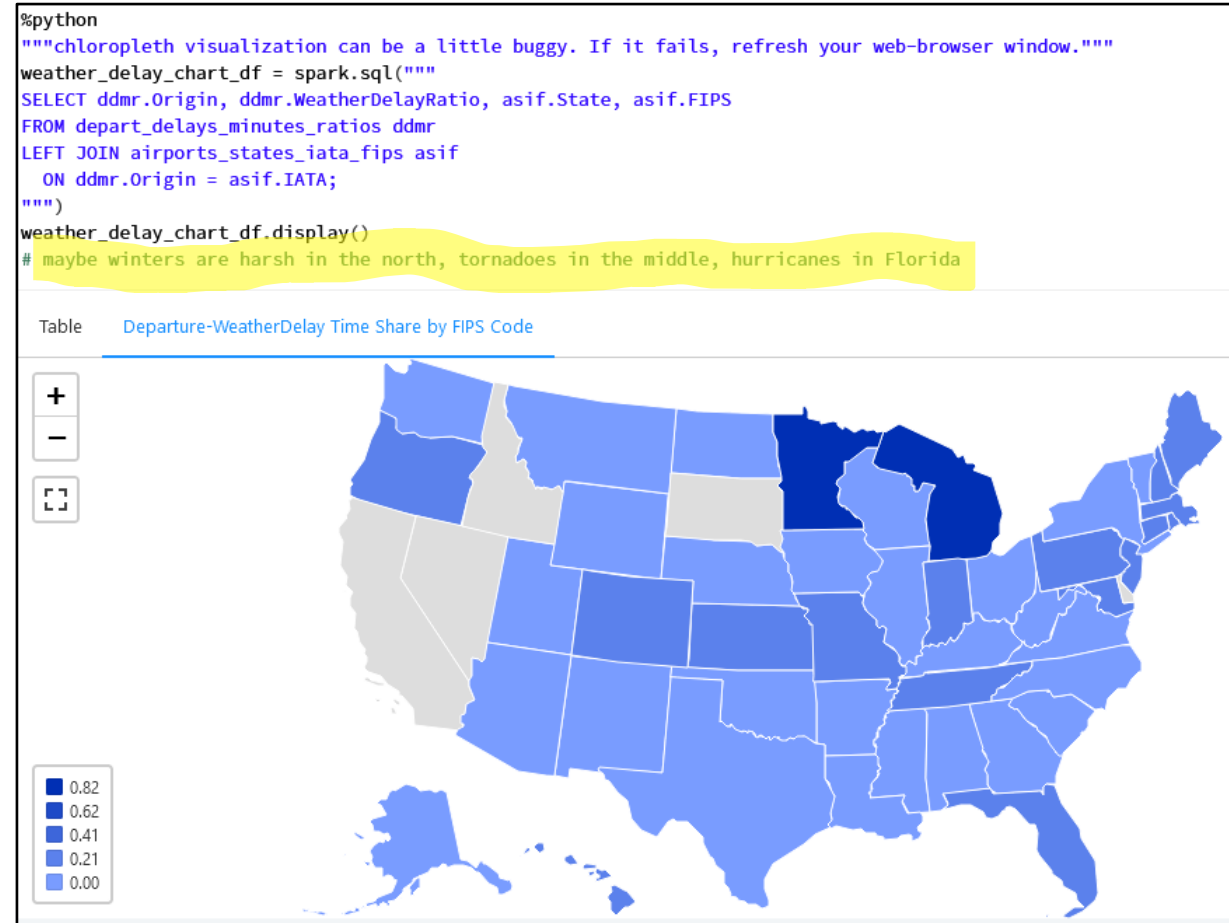 %python
"""chloropleth visualization can be a little buggy. If it fails, refresh your web-browser window."""
weather_delay_chart_df = spark.sql("""
SELECT ddmr.Origin, ddmr.WeatherDelayRatio, asif.State, asif.FIPS
FROM depart_delays_minutes_ratios ddmr
LEFT JOIN airports_states_iata_fips asif
  ON ddmr.Origin = asif.IATA;
""")
weather_delay_chart_df.display()
# maybe winters are harsh in the north, tornadoes in the middle, hurricanes in Florida
Table Departure-WeatherDelay Time Share by FIPS Code
+
−
0.82
0.62
0.41
0.21
0.00